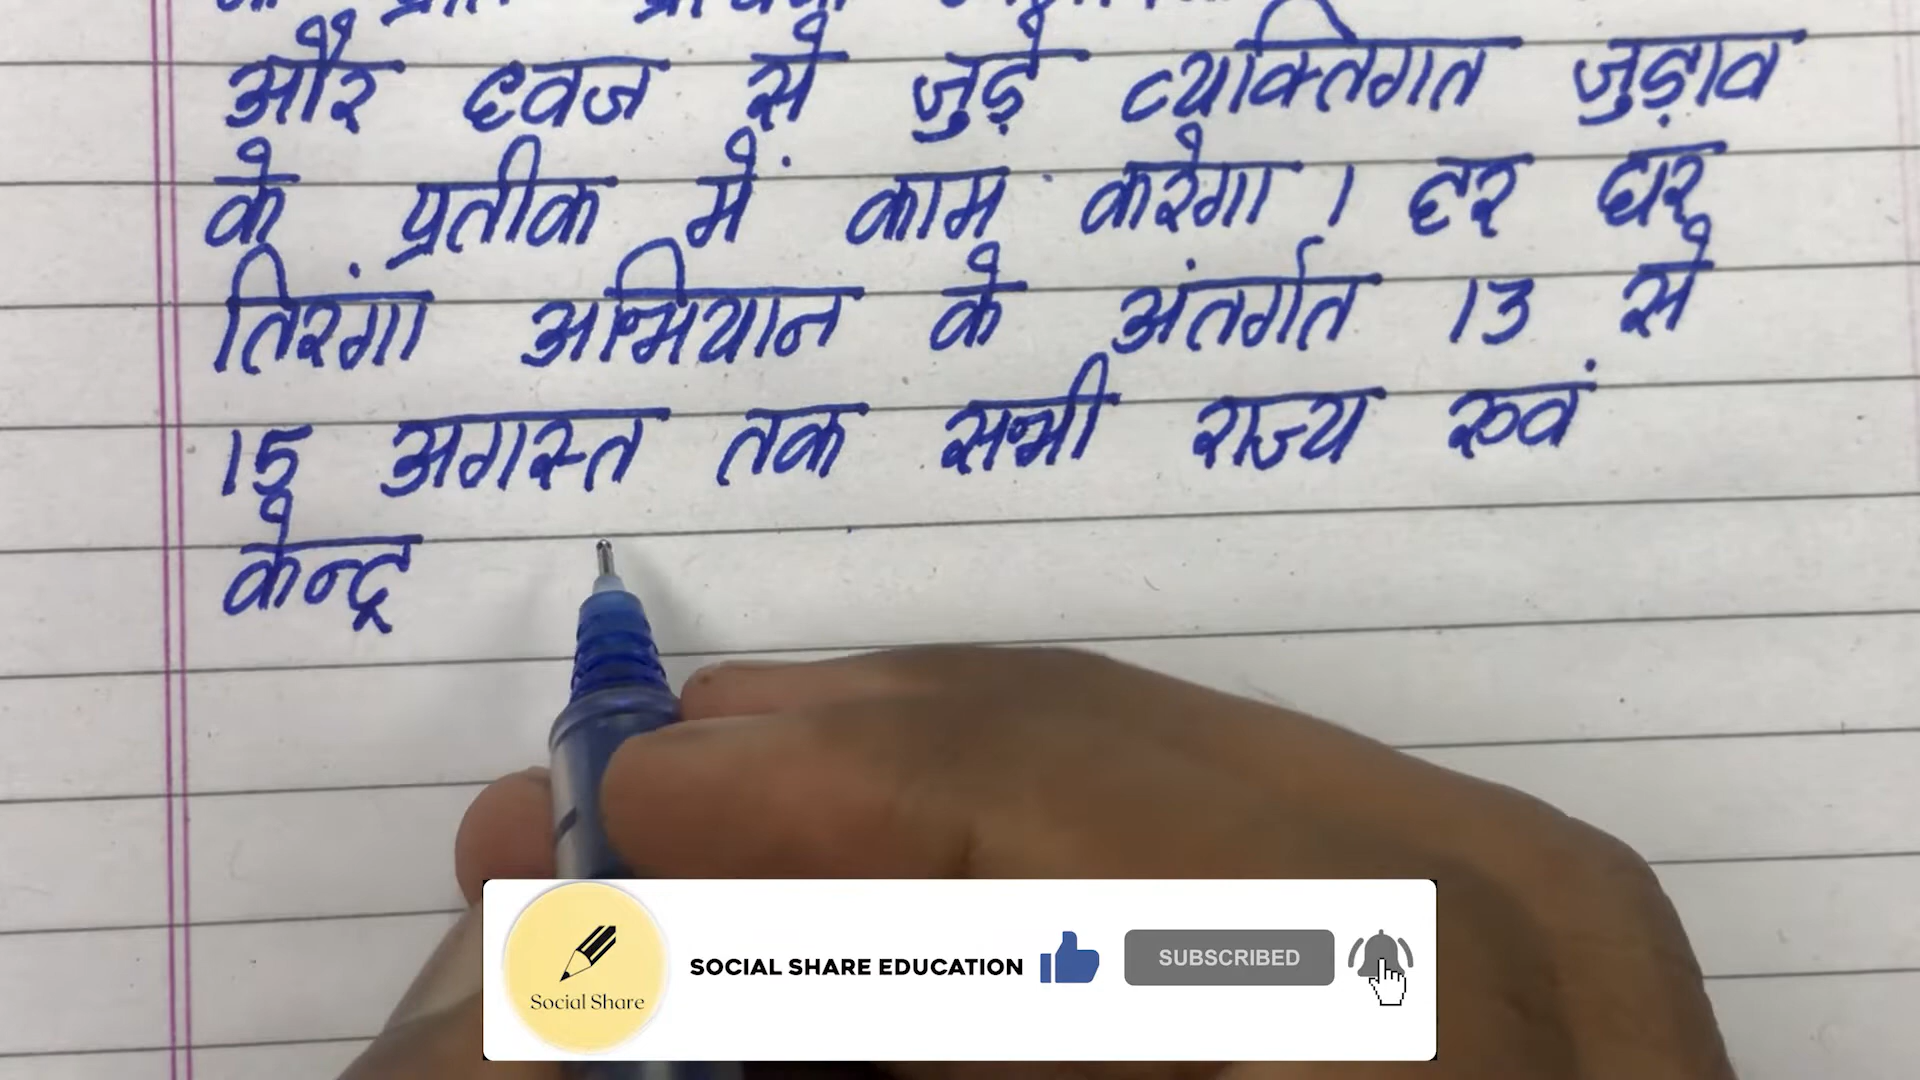 और ध्वज से जुड़े व्यक्तिगत जुड़ाव
के प्रतीक में काम करेगा। हर घर
तिरंगा अभियान के अंतर्गत 13 से
15 अगस्त तक सभी राज्य एवं
केन्द्र
SOCIAL SHARE EDUCATION
SUBSCRIBED
Social Share